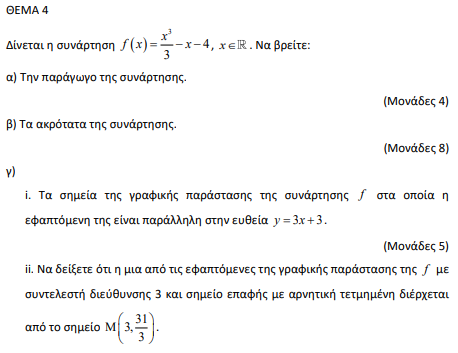 ΘΕΜΑ 4
Δίνεται η συνάρτηση f(x) = x³/3 − x − 4, x ∈ ℝ. Να βρείτε:
α) Την παράγωγο της συνάρτησης.
(Μονάδες 4)
β) Τα ακρότατα της συνάρτησης.
(Μονάδες 8)
γ)
i. Τα σημεία της γραφικής παράστασης της συνάρτησης f στα οποία η
εφαπτόμενη της είναι παράλληλη στην ευθεία y = 3x + 3.
(Μονάδες 5)
ii. Να δείξετε ότι η μια από τις εφαπτόμενες της γραφικής παράστασης της f με
συντελεστή διεύθυνσης 3 και σημείο επαφής με αρνητική τετμημένη διέρχεται
από το σημείο M(3, 31/3).